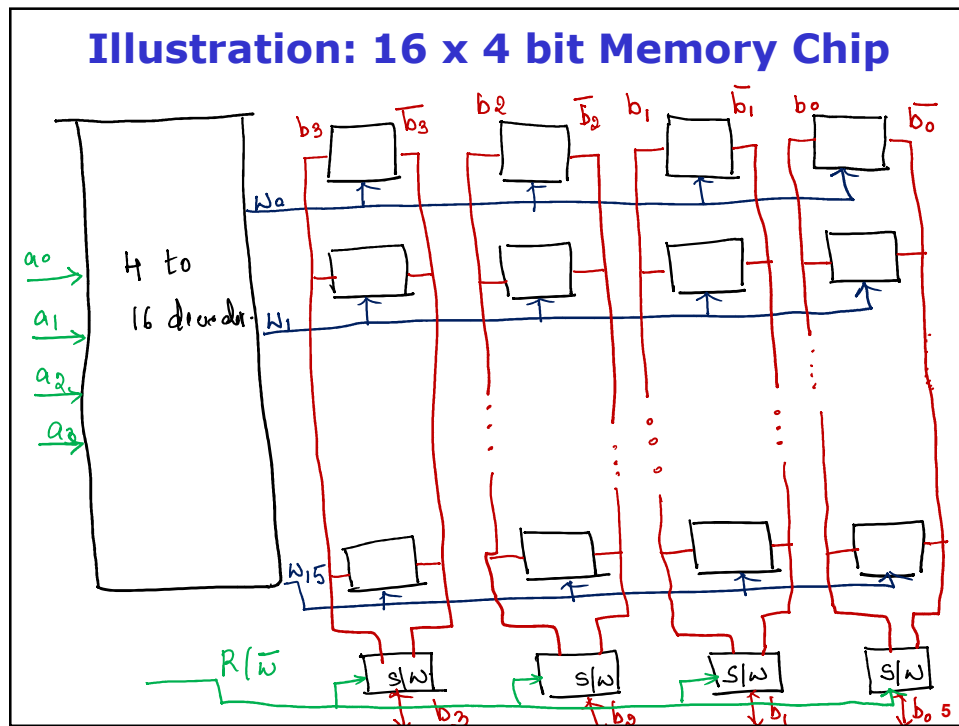 Illustration: 16 x 4 bit Memory Chip
b3 b̅3̅ b2 b̅2̅ b1 b̅1̅ b0 b̅0̅
W0
a0
4 to
16
a1
W1
a2
a3
W15
R/w̅
S/W S/W S/W S/W
b3 b2 b1 b0 5